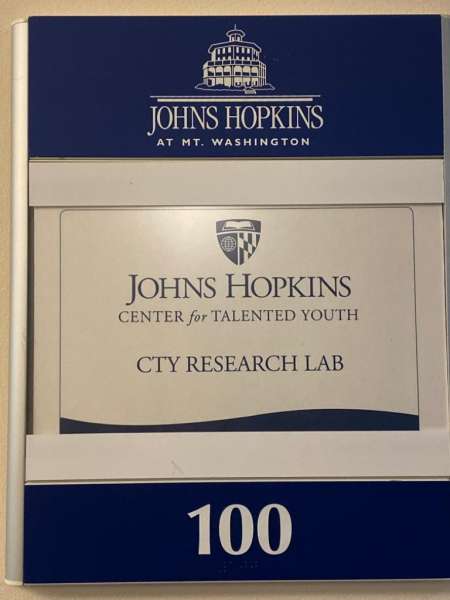 JOHNS HOPKINS
AT MT. WASHINGTON
JOHNS HOPKINS
CENTER for TALENTED YOUTH
CTY RESEARCH LAB
100